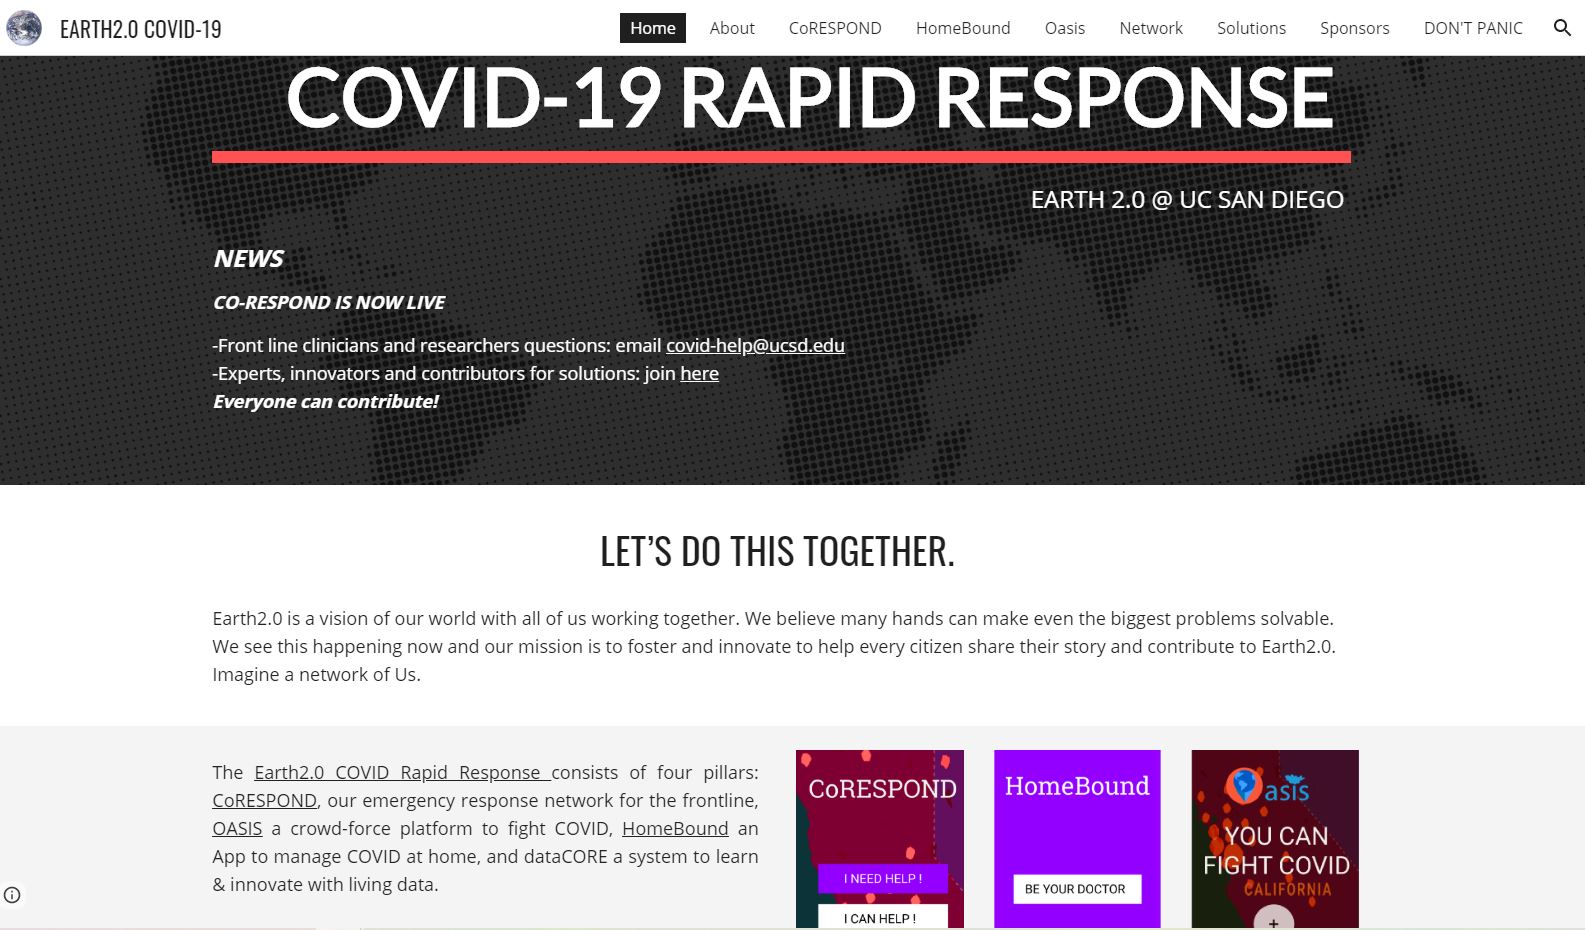 EARTH2.0 COVID-19
Home About CoRESPOND HomeBound Oasis Network Solutions Sponsors DON'T PANIC
COVID-19 RAPID RESPONSE
EARTH 2.0 @ UC SAN DIEGO
NEWS
CO-RESPOND IS NOW LIVE
-Front line clinicians and researchers questions: email covid-help@ucsd.edu
-Experts, innovators and contributors for solutions: join here
Everyone can contribute!
LET’S DO THIS TOGETHER.
Earth2.0 is a vision of our world with all of us working together. We believe many hands can make even the biggest problems solvable.
We see this happening now and our mission is to foster and innovate to help every citizen share their story and contribute to Earth2.0.
Imagine a network of Us.
The Earth2.0 COVID Rapid Response consists of four pillars:
CoRESPOND, our emergency response network for the frontline,
OASIS a crowd-force platform to fight COVID, HomeBound an
App to manage COVID at home, and dataCORE a system to learn
& innovate with living data.
CoRESPOND
I NEED HELP !
I CAN HELP !
HomeBound
BE YOUR DOCTOR
Oasis
YOU CAN
FIGHT COVID
CALIFORNIA
+